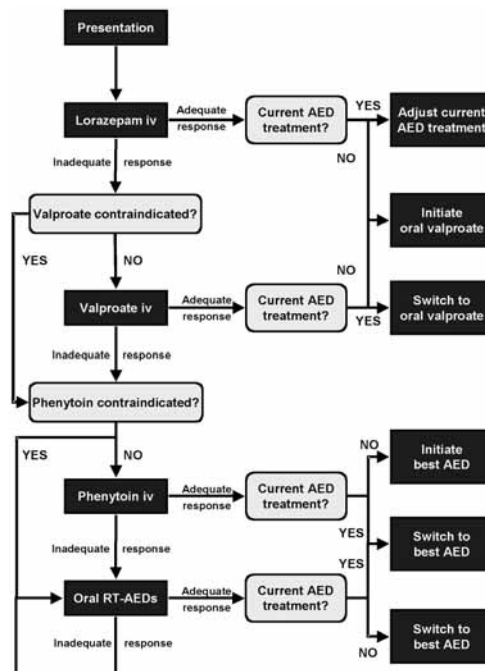 Presentation
Lorazepam iv
Adequate
response
Current AED
treatment?
YES
Adjust current
AED treatment
NO
Inadequate response
Initiate
oral valproate
Valproate contraindicated?
YES
NO
NO
Valproate iv
Adequate
response
Current AED
treatment?
YES
Switch to
oral valproate
Inadequate response
Phenytoin contraindicated?
YES
NO
NO
Initiate
best AED
Phenytoin iv
Adequate
response
Current AED
treatment?
YES
Switch to
best AED
Inadequate response
YES
Oral RT-AEDs
Adequate
response
Current AED
treatment?
NO
Switch to
best AED
Inadequate response